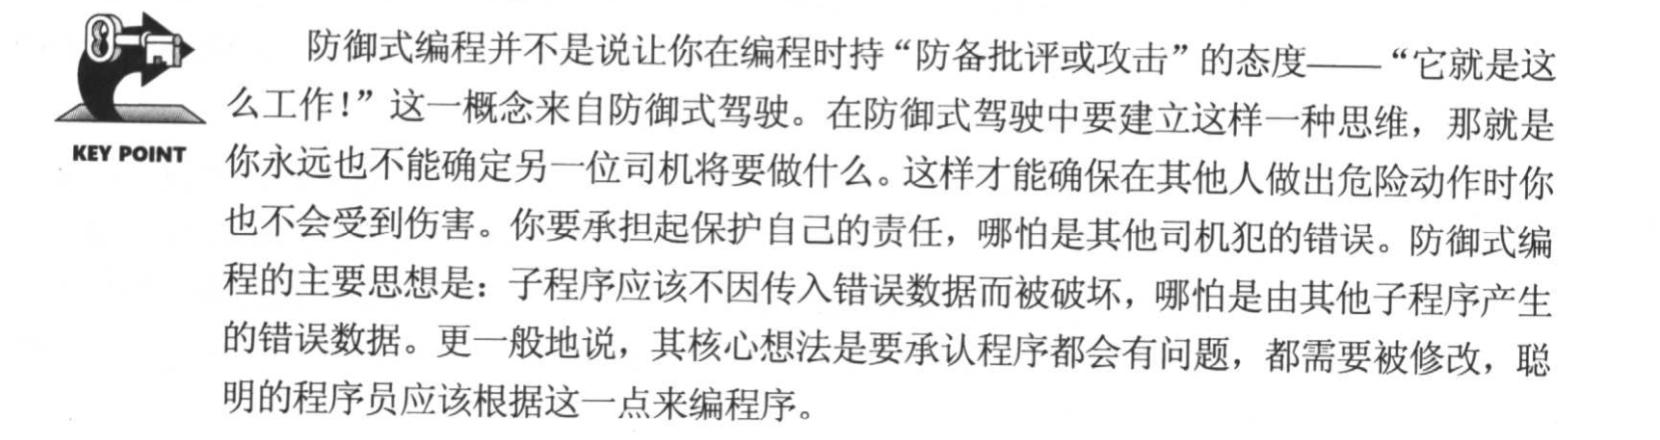 防御式编程并不是说让你在编程时持“防备批评或攻击”的态度——“它就是这
么工作！”这一概念来自防御式驾驶。在防御式驾驶中要建立这样一种思维，那就是
KEY POINT
你永远也不能确定另一位司机将要做什么。这样才能确保在其他人做出危险动作时你
也不会受到伤害。你要承担起保护自己的责任，哪怕是其他司机犯的错误。防御式编
程的主要思想是：子程序应该不因传入错误数据而被破坏，哪怕是由其他子程序产生
的错误数据。更一般地说，其核心想法是要承认程序都会有问题，都需要被修改，聪
明的程序员应该根据这一点来编程序。